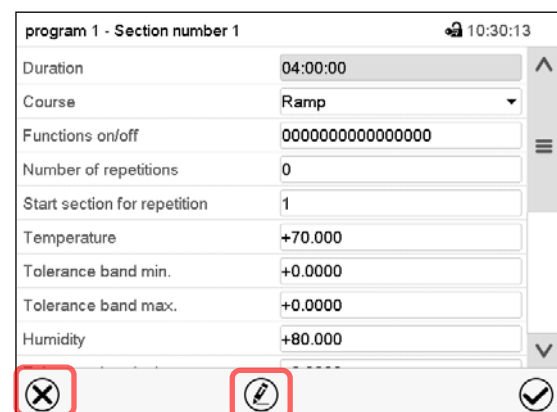 program 1 - Section number 1 10:30:13
Duration 04:00:00
Course Ramp
Functions on/off 0000000000000000
Number of repetitions 0
Start section for repetition 1
Temperature +70.000
Tolerance band min. +0.0000
Tolerance band max. +0.0000
Humidity +80.000